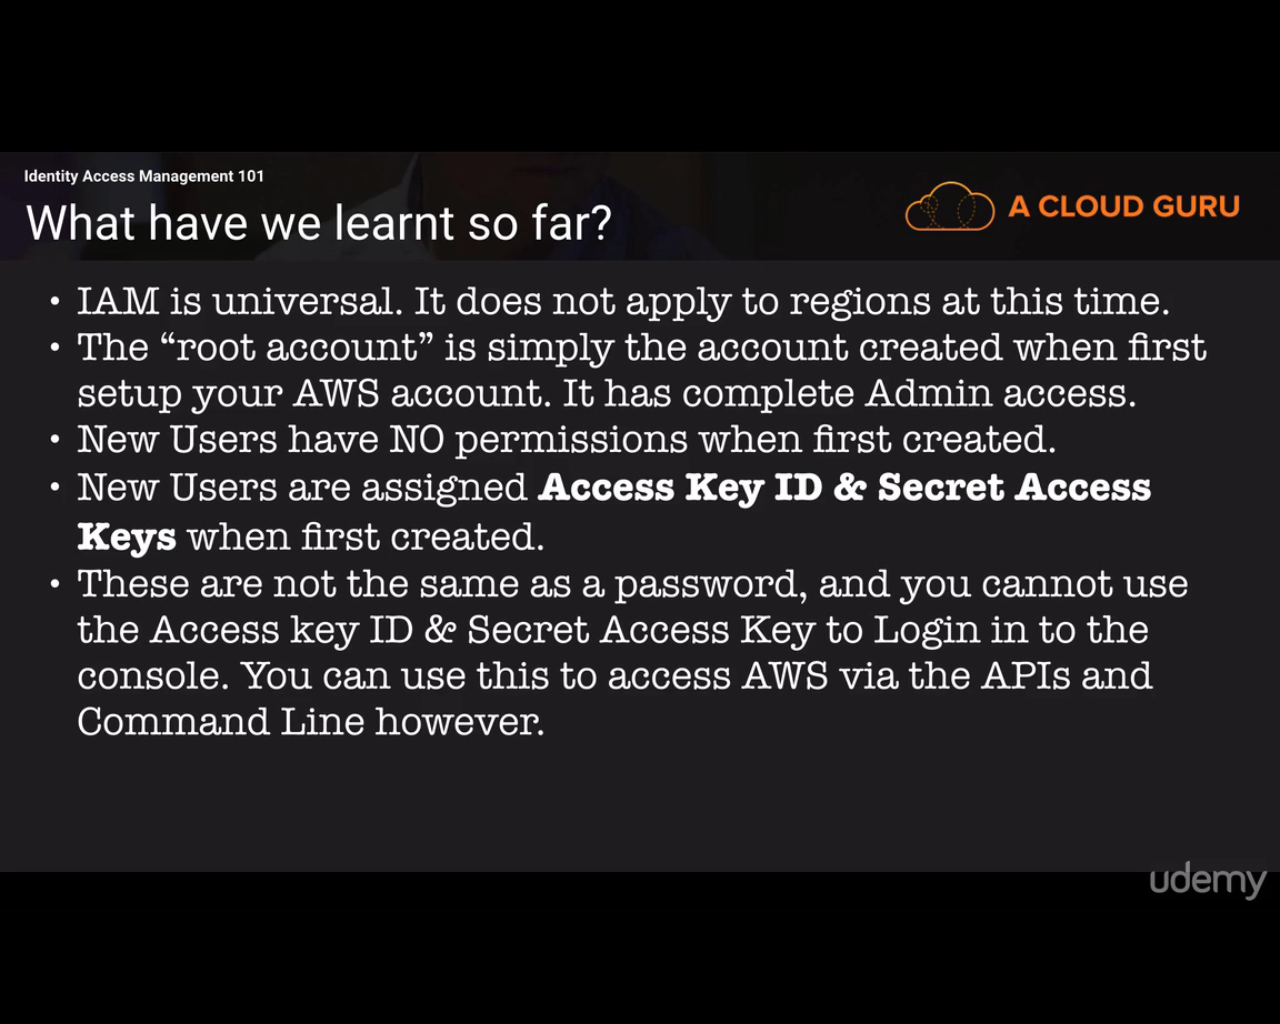 Identity Access Management 101
What have we learnt so far?
A CLOUD GURU
• IAM is universal. It does not apply to regions at this time.
• The “root account” is simply the account created when first
setup your AWS account. It has complete Admin access.
• New Users have NO permissions when first created.
• New Users are assigned Access Key ID & Secret Access
Keys when first created.
• These are not the same as a password, and you cannot use
the Access key ID & Secret Access Key to Login in to the
console. You can use this to access AWS via the APIs and
Command Line however.
udemy